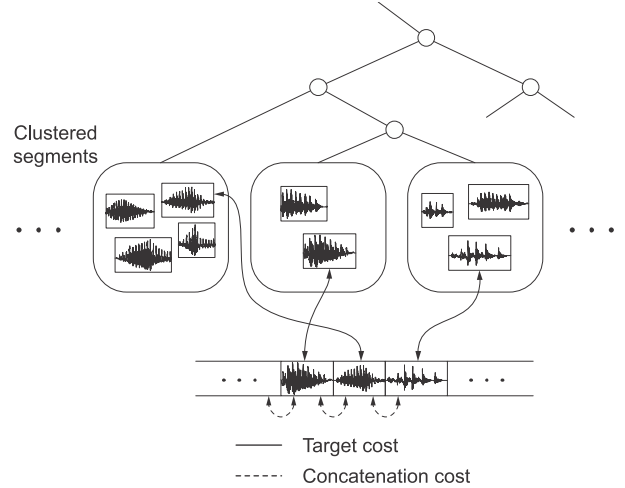 Clustered
segments
. . .
. . .
. . .
. . .
Target cost
Concatenation cost